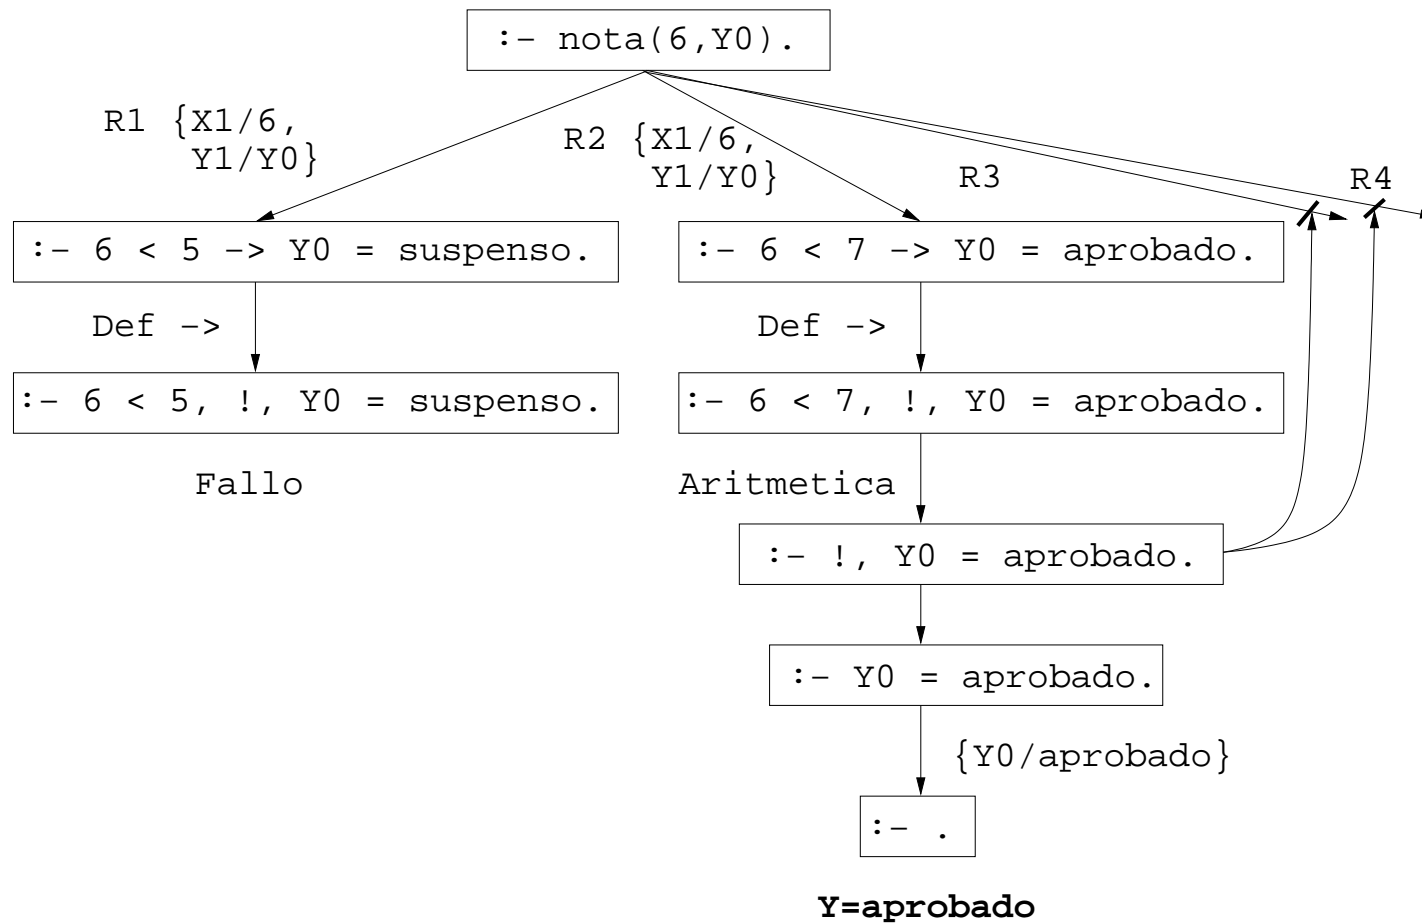 :- nota(6,Y0).
R1 {X1/6,
Y1/Y0}
R2 {X1/6,
Y1/Y0}
R3
R4
:- 6 < 5 -> Y0 = suspenso.
:- 6 < 7 -> Y0 = aprobado.
Def ->
Def ->
:- 6 < 5, !, Y0 = suspenso.
:- 6 < 7, !, Y0 = aprobado.
Fallo
Aritmetica
:- !, Y0 = aprobado.
:- Y0 = aprobado.
{Y0/aprobado}
:- .
Y=aprobado